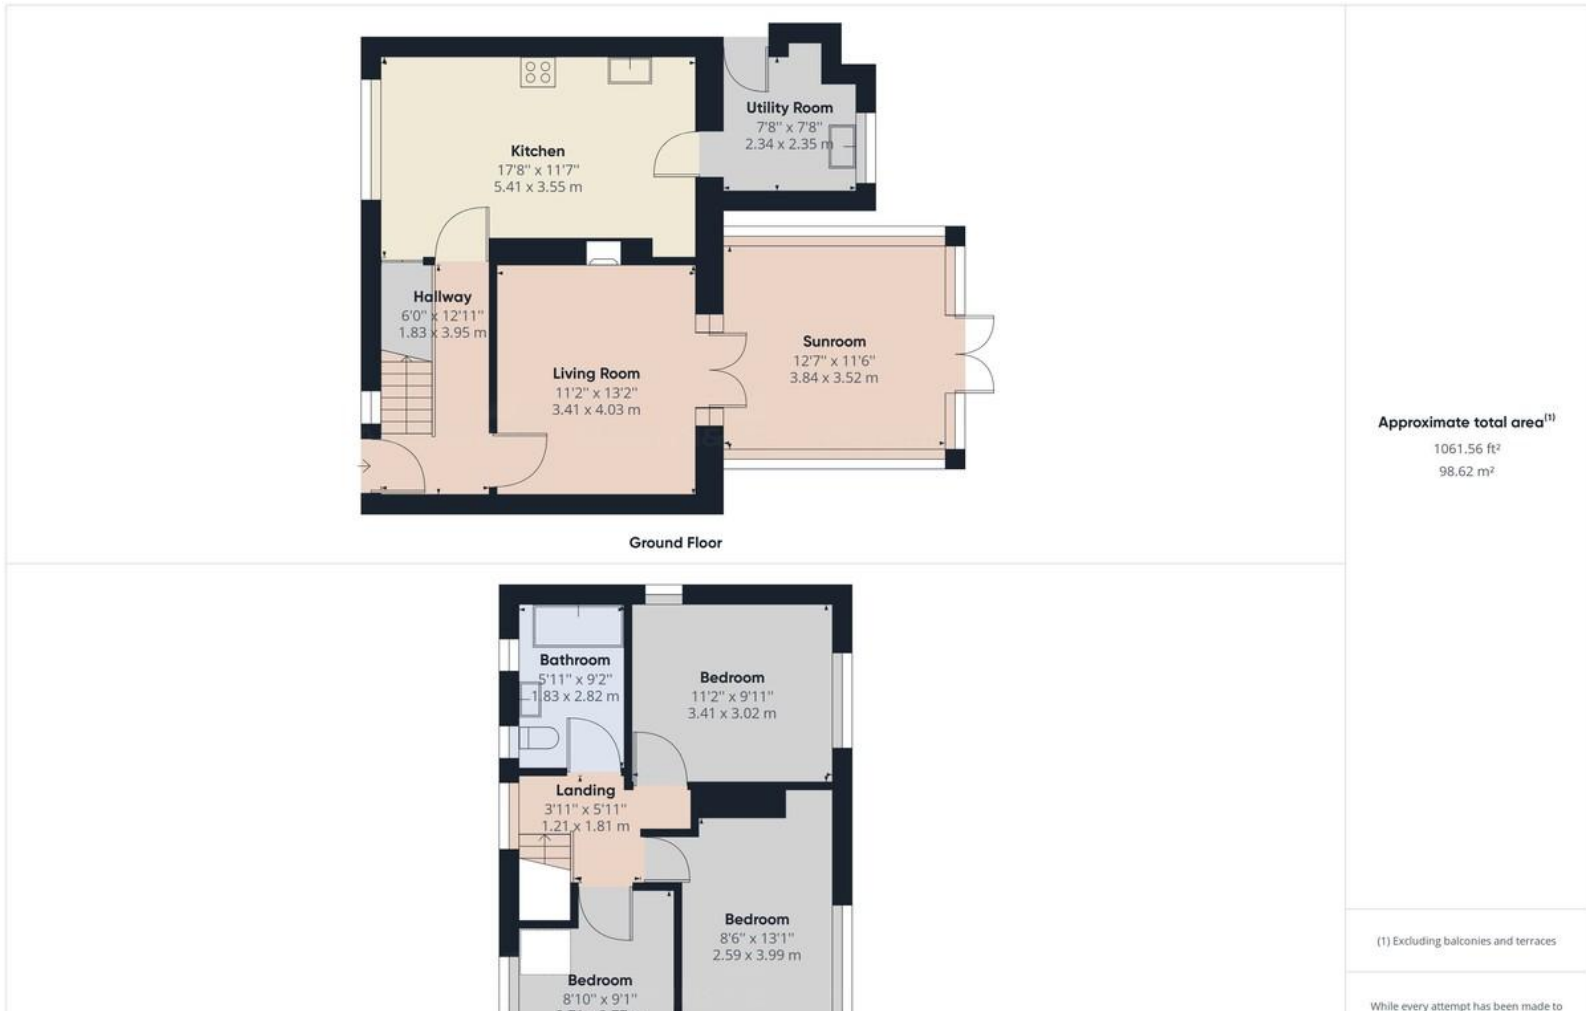 Utility Room
7'8" x 7'8"
2.34 x 2.35 m
Kitchen
17'8" x 11'7"
5.41 x 3.55 m
Hallway
6'0" x 12'11"
1.83 x 3.95 m
Living Room
11'2" x 13'2"
3.41 x 4.03 m
Sunroom
12'7" x 11'6"
3.84 x 3.52 m
Ground Floor
Approximate total area(1)
1061.56 ft²
98.62 m²
Bathroom
5'11" x 9'2"
1.83 x 2.82 m
Bedroom
11'2" x 9'11"
3.41 x 3.02 m
Landing
3'11" x 5'11"
1.21 x 1.81 m
Bedroom
8'6" x 13'1"
2.59 x 3.99 m
Bedroom
8'10" x 9'1"
(1) Excluding balconies and terraces
While every attempt has been made to